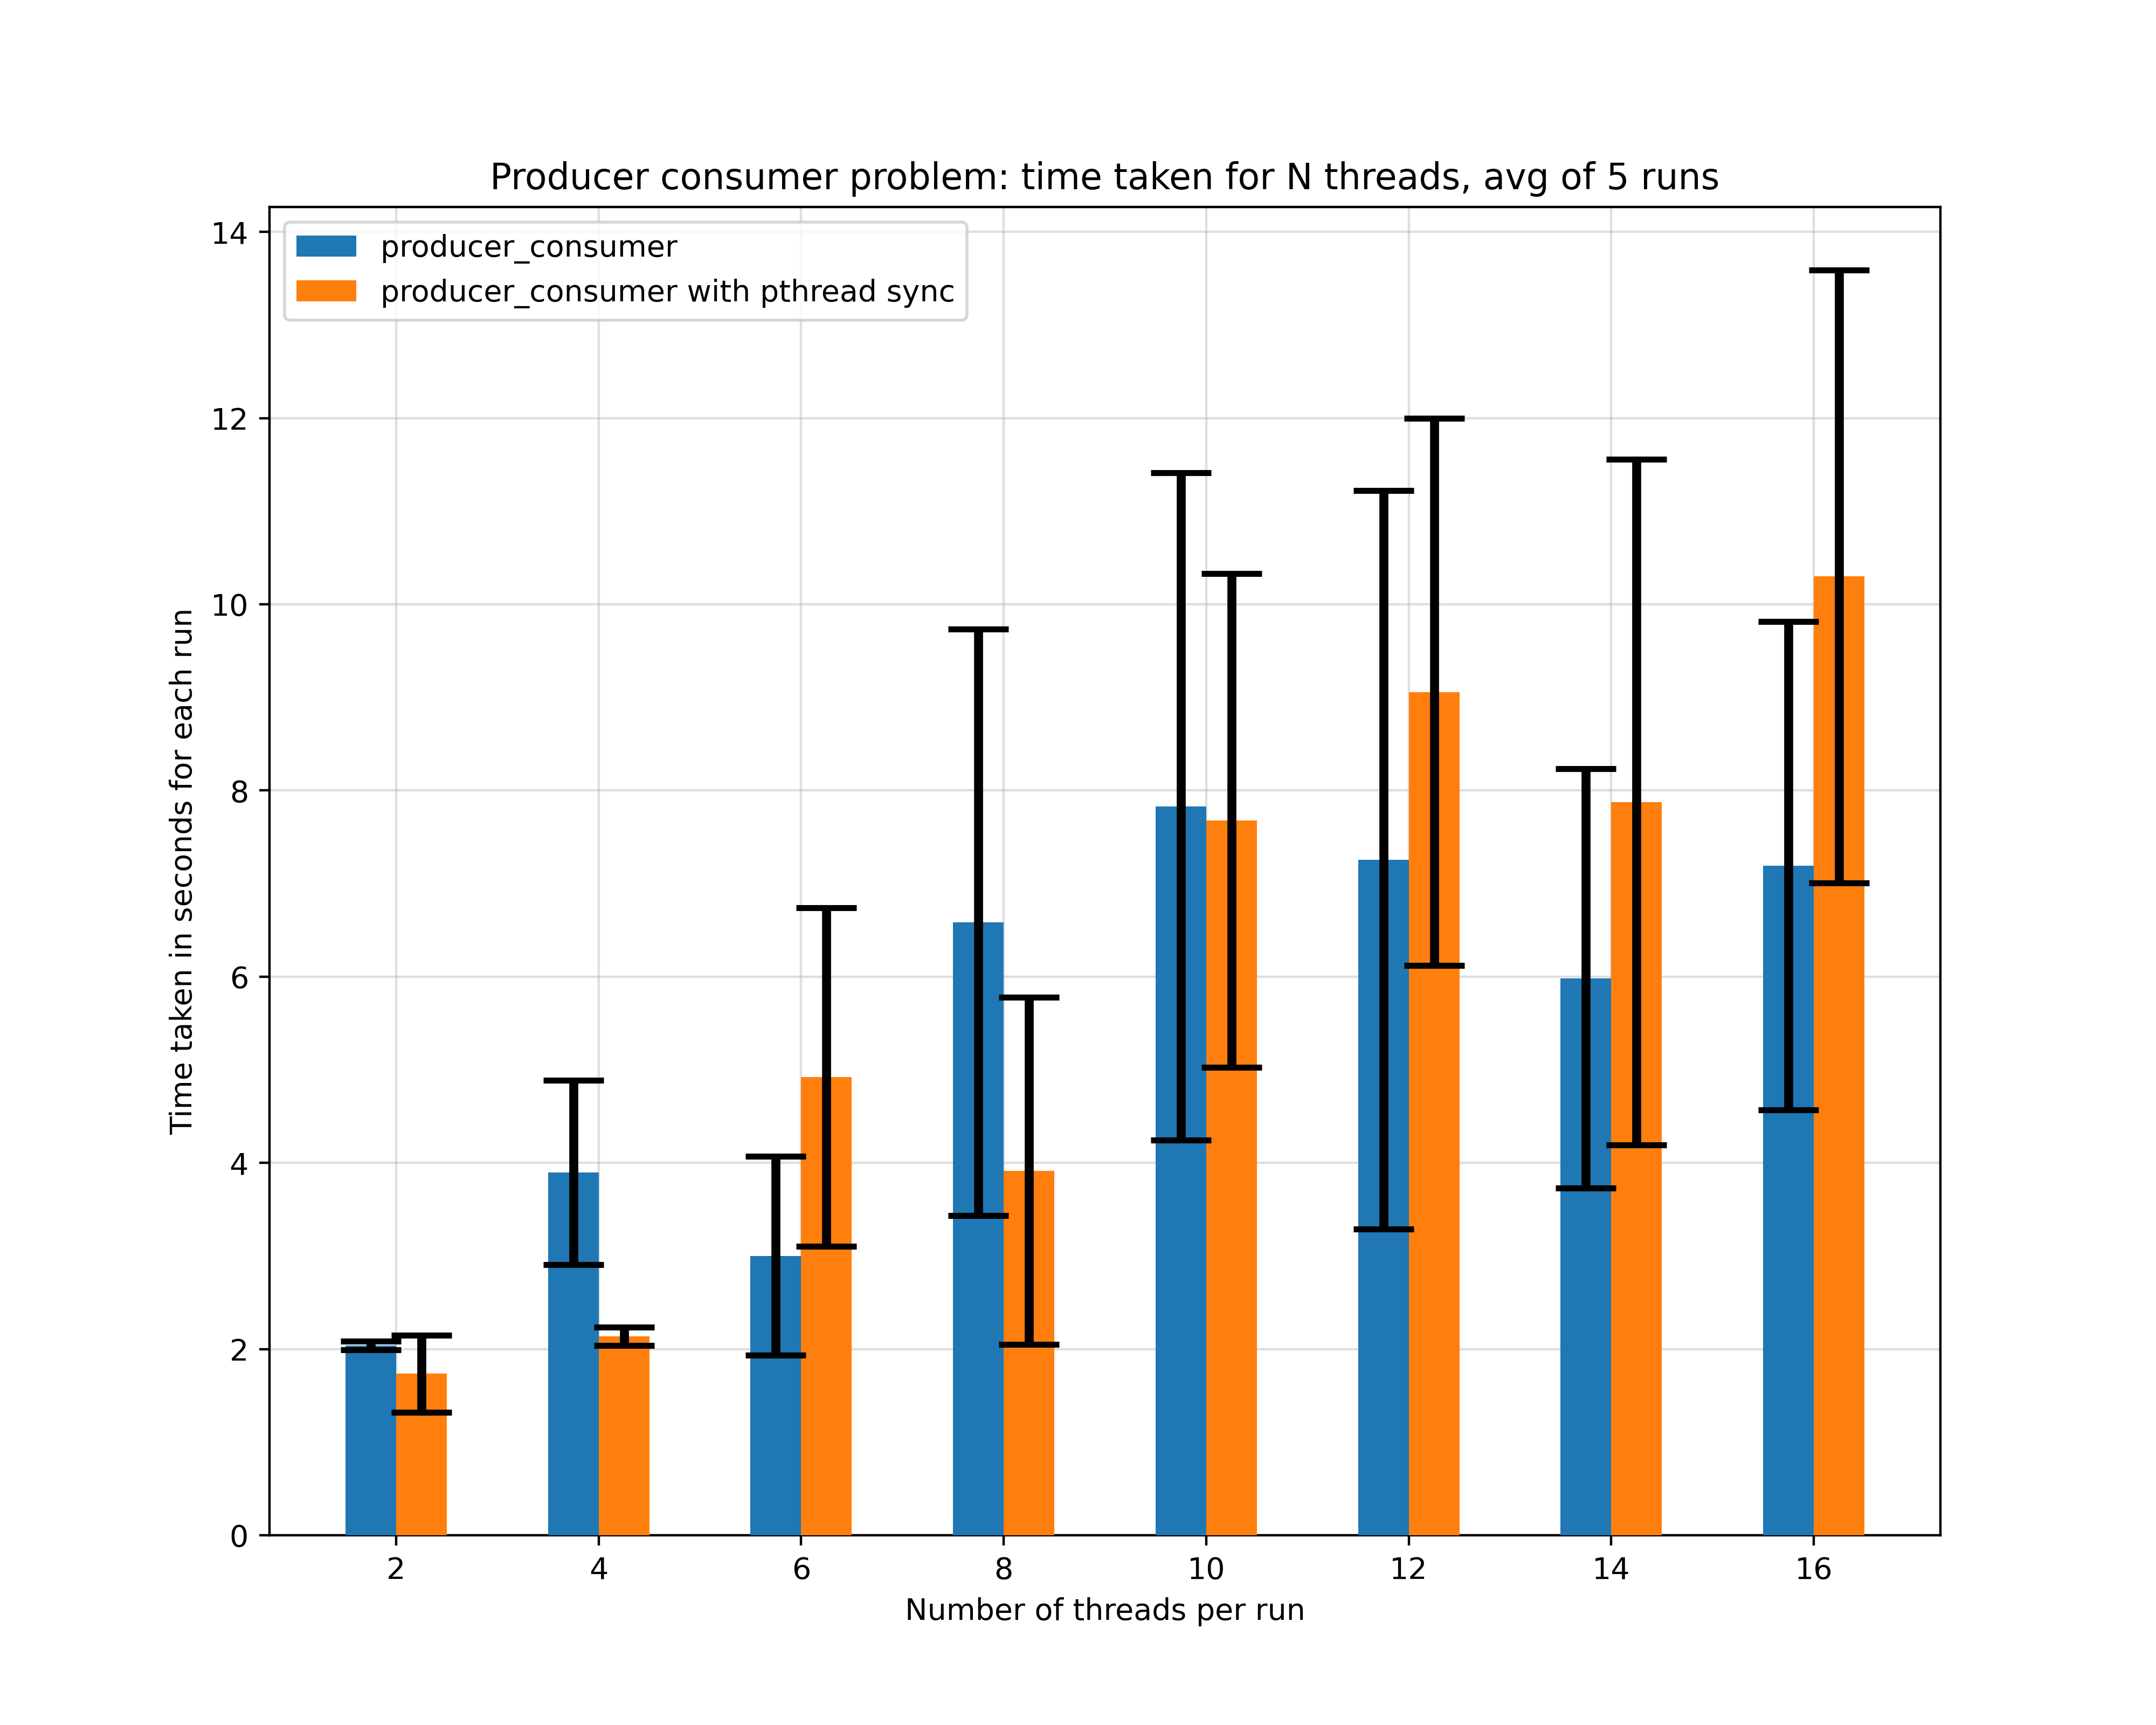 Producer consumer problem: time taken for N threads, avg of 5 runs
producer_consumer
producer_consumer with pthread sync
Time taken in seconds for each run
14
12
10
8
6
4
2
0
2 4 6 8 10 12 14 16
Number of threads per run